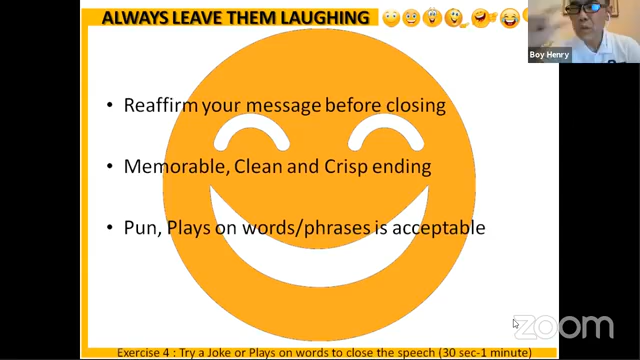 ALWAYS LEAVE THEM LAUGHING
Boy Henry
• Reaffirm your message before closing
• Memorable, Clean and Crisp ending
• Pun, Plays on words/phrases is acceptable
zoom
Exercise 4 : Try a Joke or Plays on words to close the speech (30 sec-1 minute)